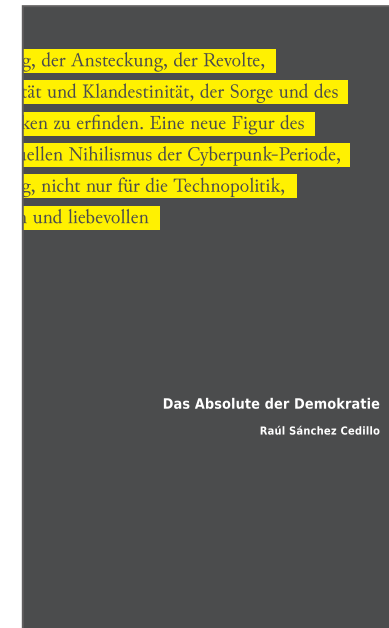 g, der Ansteckung, der Revolte,
tät und Klandestinität, der Sorge und des
ken zu erfinden. Eine neue Figur des
ellen Nihilismus der Cyberpunk-Periode,
g, nicht nur für die Technopolitik,
und liebevollen
Das Absolute der Demokratie
Raúl Sánchez Cedillo